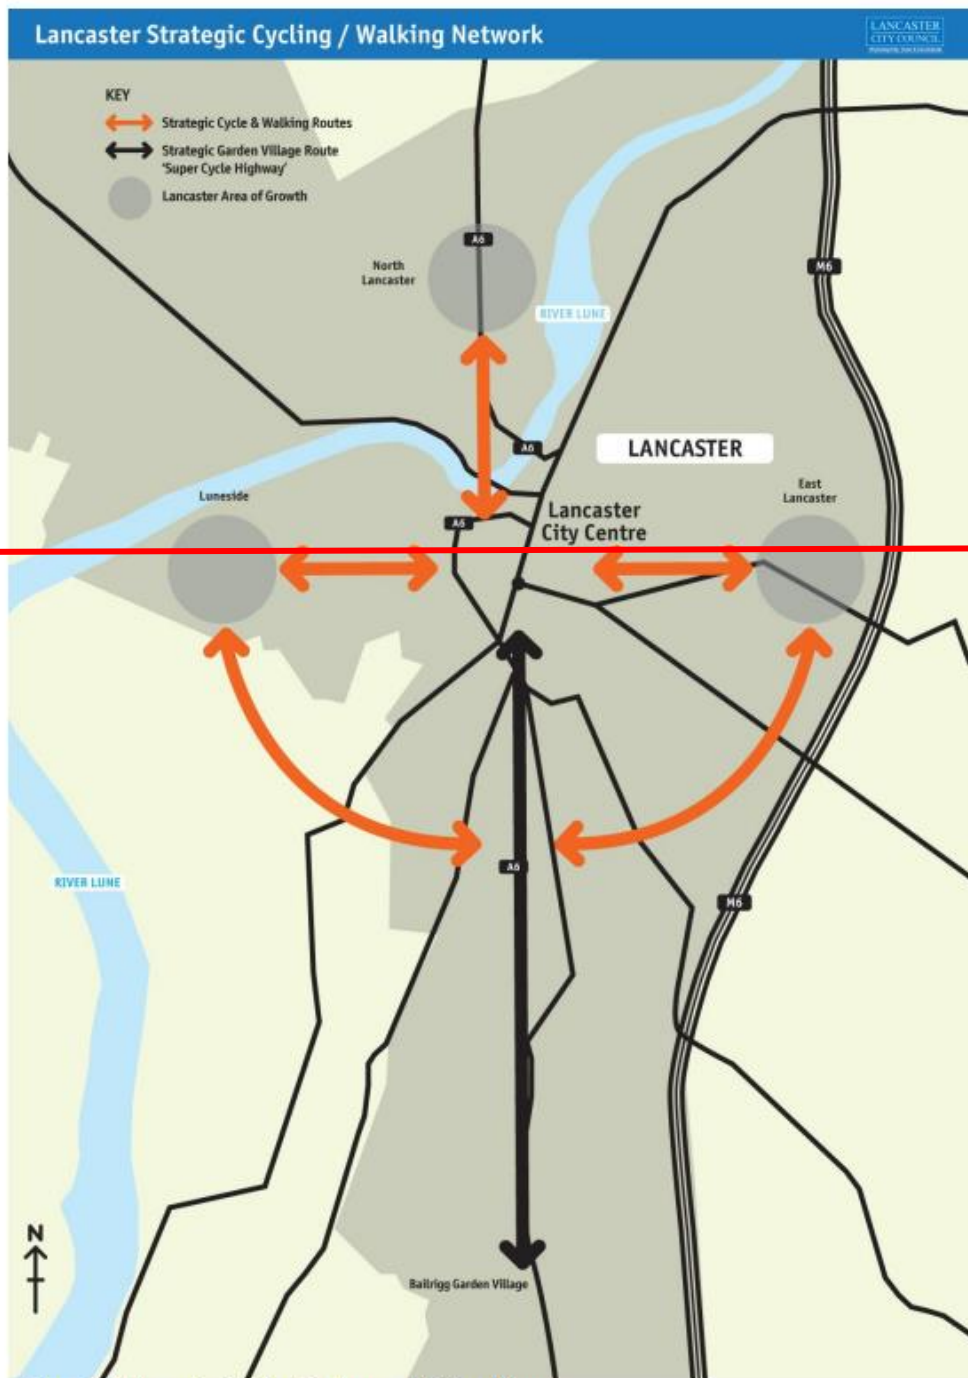 Lancaster Strategic Cycling / Walking Network
LANCASTER
CITY COUNCIL
KEY
Strategic Cycle & Walking Routes
Strategic Garden Village Route
'Super Cycle Highway'
Lancaster Area of Growth
A6
North
Lancaster
M6
RIVER LUNE
A6
LANCASTER
Luneside
East
Lancaster
Lancaster
City Centre
A6
A6
RIVER LUNE
M6
N
Bailrigg Garden Village